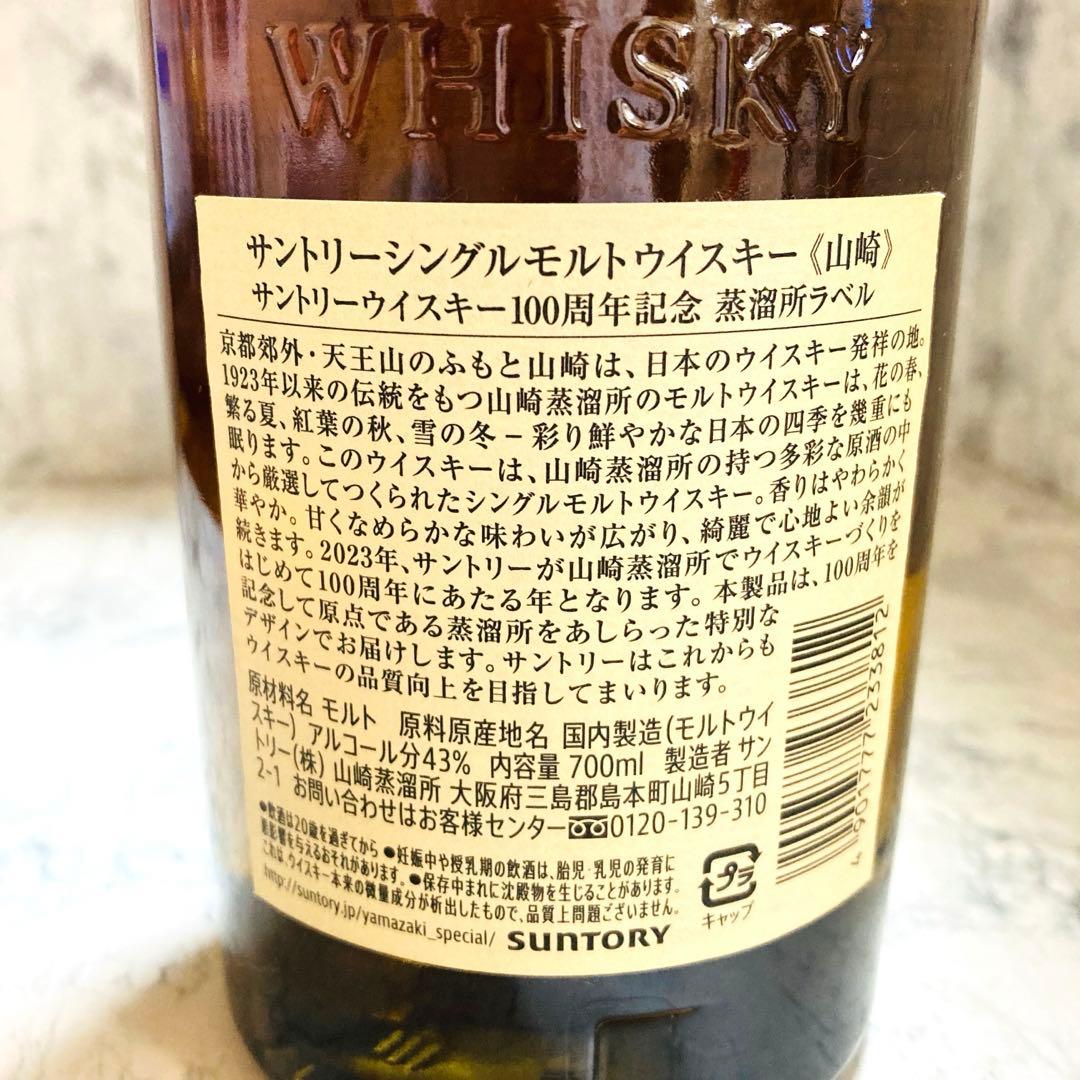 WHISKY
サントリーシングルモルトウイスキー《山崎》
サントリーウイスキー100周年記念 蒸溜所ラベル
京都郊外・天王山のふもと山崎は、日本のウイスキー発祥の地。
1923年以来の伝統をもつ山崎蒸溜所のモルトウイスキーは、花の春、
繁る夏、紅葉の秋、雪の冬－彩り鮮やかな日本の四季を幾重にも
眠ります。このウイスキーは、山崎蒸溜所の持つ多彩な原酒の中
から厳選してつくられたシングルモルトウイスキー。香りはやわらかく
華やか。甘くなめらかな味わいが広がり、綺麗で心地よい余韻が
続きます。2023年、サントリーが山崎蒸溜所でウイスキーづくりを
はじめて100周年にあたる年となります。本製品は、100周年を
記念して原点である蒸溜所をあしらった特別な
デザインでお届けします。サントリーはこれからも
ウイスキーの品質向上を目指してまいります。
原材料名 モルト 原料原産地名 国内製造(モルトウイ
スキー) アルコール分43% 内容量 700ml 製造者 サン
トリー(株) 山崎蒸溜所 大阪府三島郡島本町山崎5丁目
2-1 お問い合わせはお客様センター 0120-139-310
●飲酒は20歳を過ぎてから ●妊娠中や授乳期の飲酒は、胎児・乳児の発育に
悪影響を与えるおそれがあります。●保存中まれに沈殿物を生じることがあります。
これは、ウイスキー本来の微量成分が析出したもので、品質上問題ございません。
http://suntory.jp/yamazaki_special/ SUNTORY
プラ
キャップ
4 901777 233812